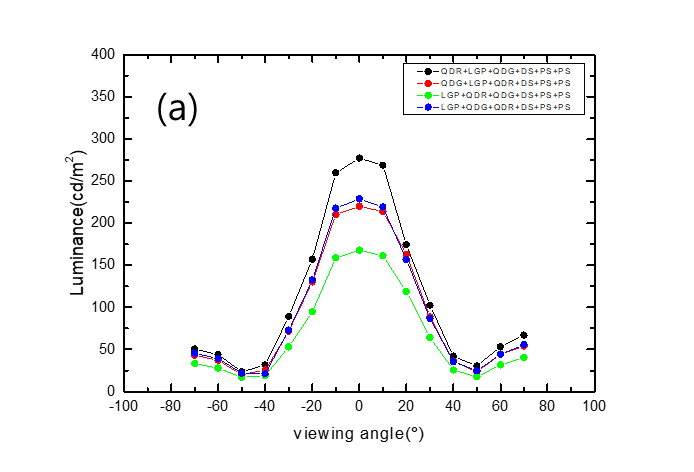 (a)
QDR+LGP+QDG+DS+PS+PS
QDG+LGP+QDR+DS+PS+PS
LGP+QDR+QDG+DS+PS+PS
LGP+QDG+QDR+DS+PS+PS
400
350
300
250
200
150
100
50
0
Luminance(cd/m²)
-100 -80 -60 -40 -20 0 20 40 60 80 100
viewing angle(°)